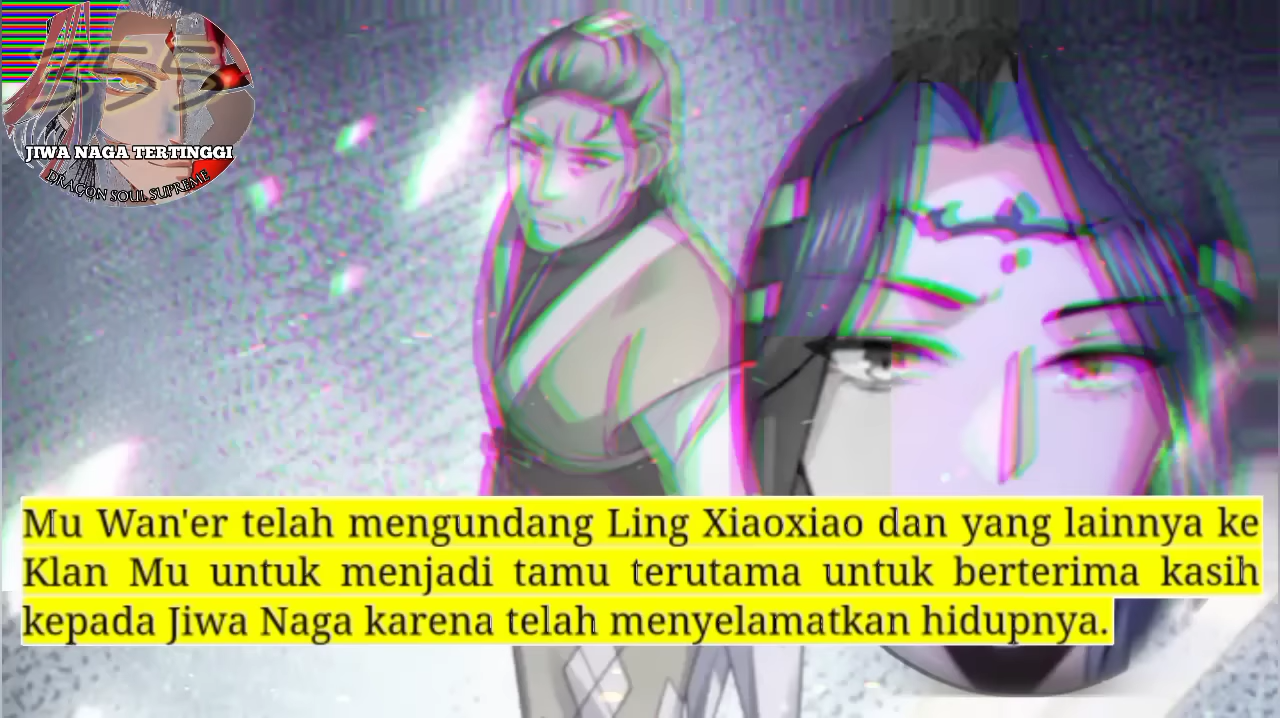 355
JIWA NAGA TERTINGGI
DRAGON SOUL SUPREME
Mu Wan'er telah mengundang Ling Xiaoxiao dan yang lainnya ke
Klan Mu untuk menjadi tamu terutama untuk berterima kasih
kepada Jiwa Naga karena telah menyelamatkan hidupnya.